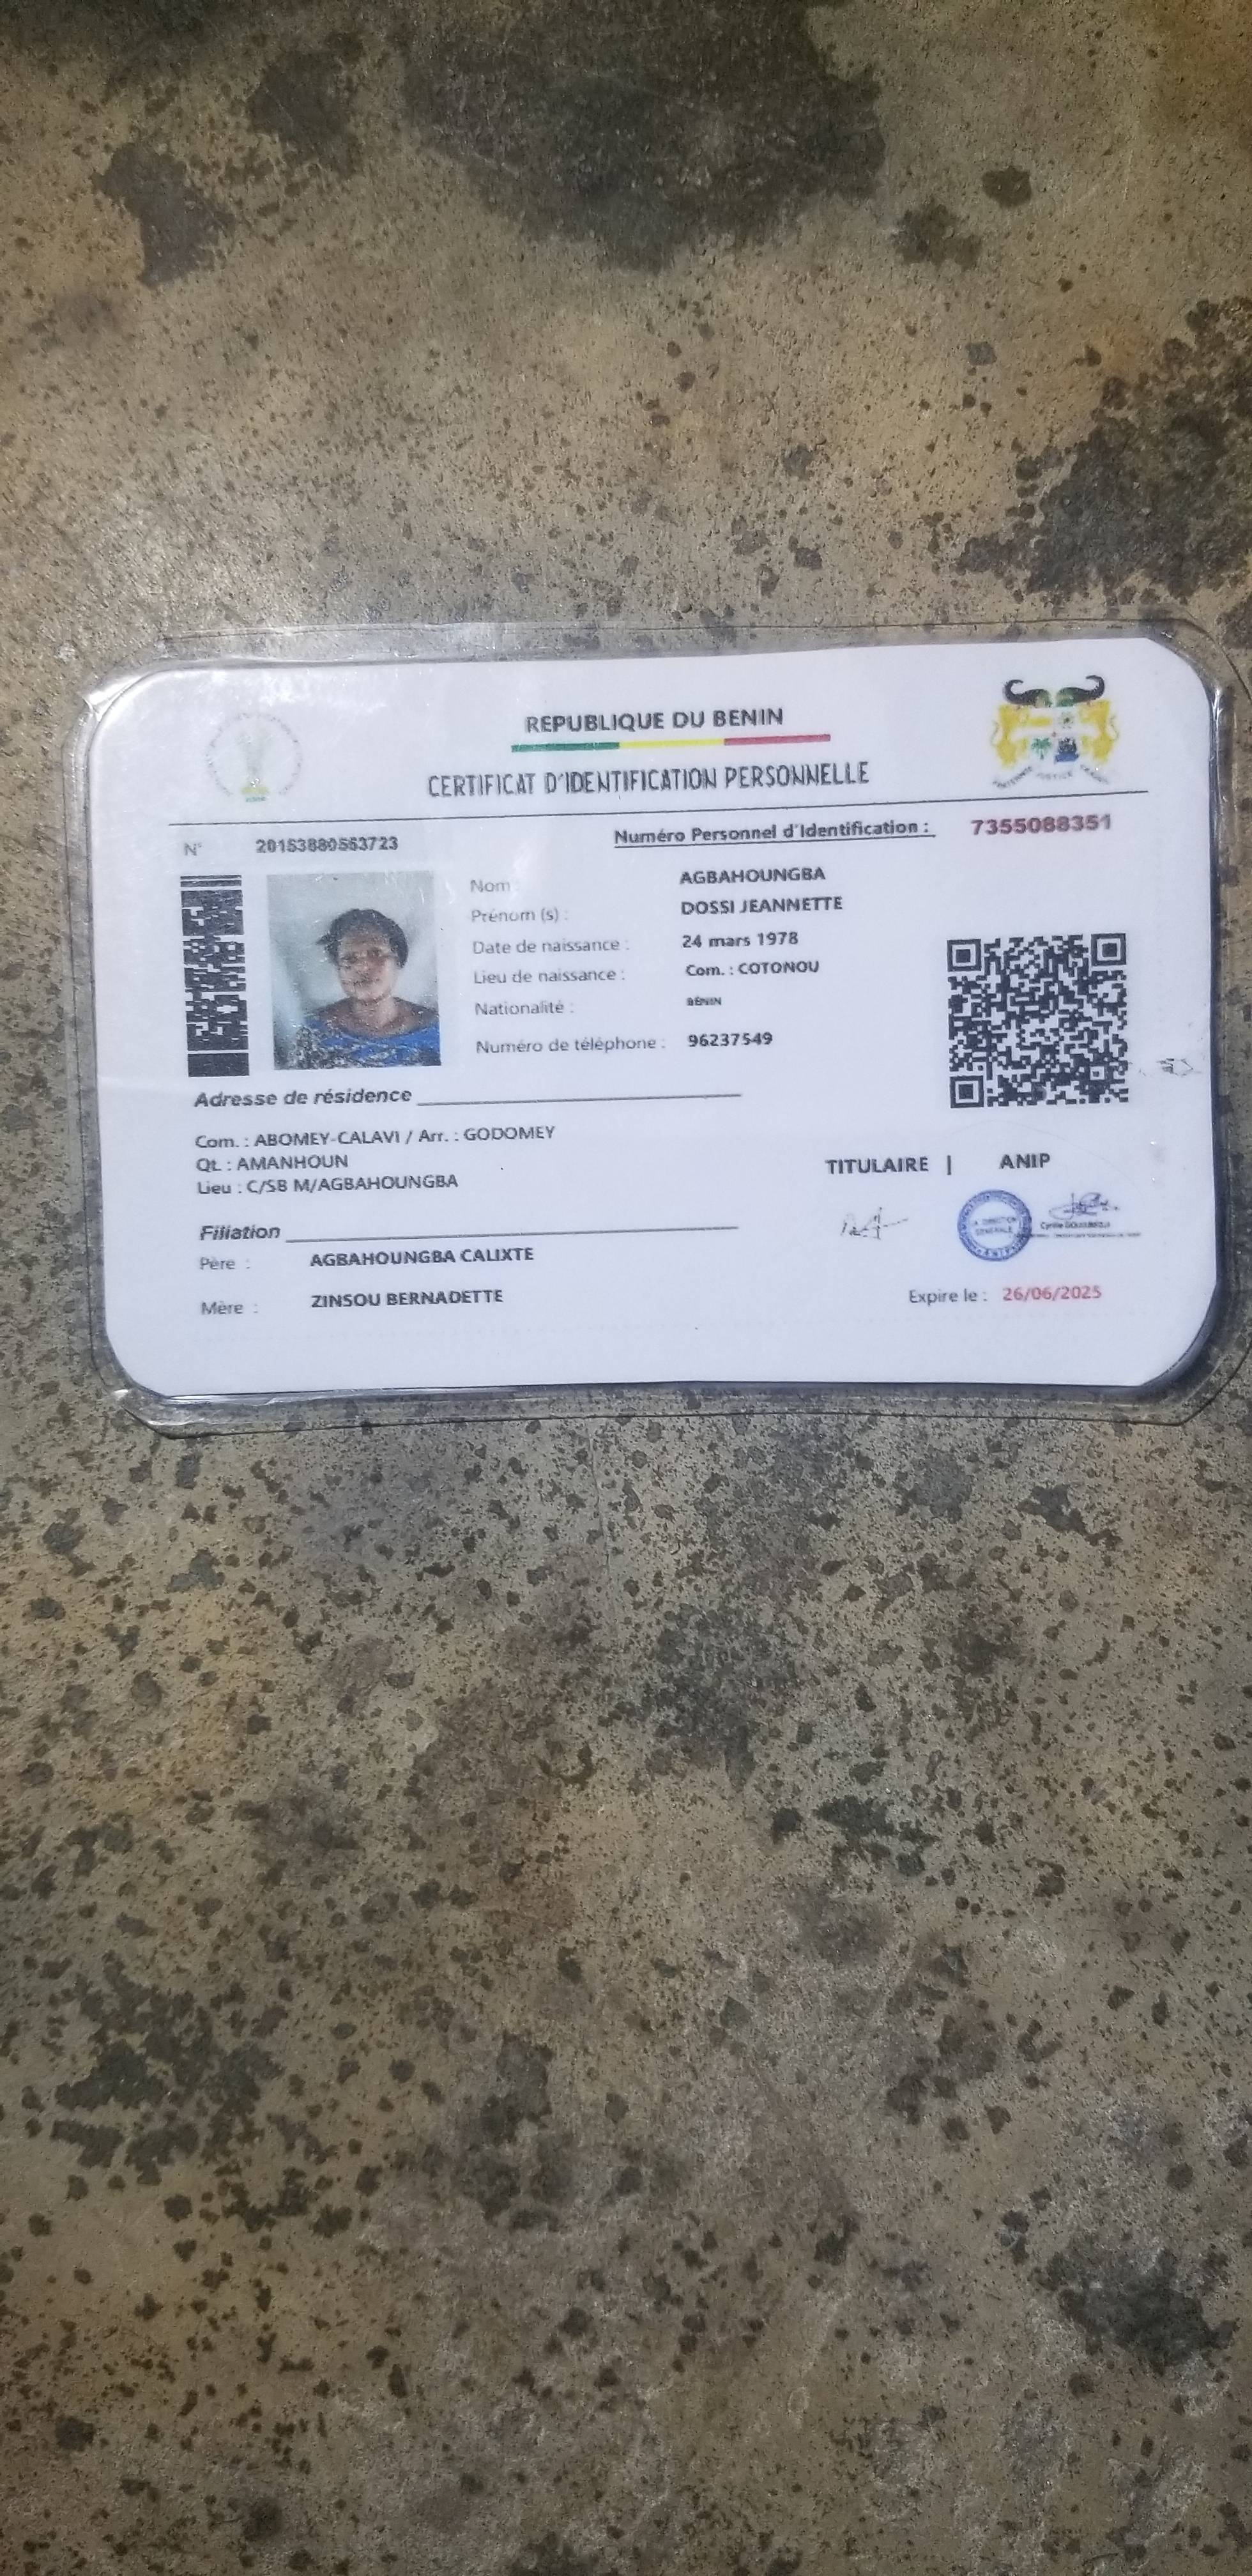 REPUBLIQUE DU BENIN
CERTIFICAT D'IDENTIFICATION PERSONNELLE
N° 20153880553723
Numéro Personnel d'Identification : 7355088351
Nom : AGBAHOUNGBA
Prénom (s) : DOSSI JEANNETTE
Date de naissance : 24 mars 1978
Lieu de naissance : Com. : COTONOU
Nationalité : BÉNIN
Numéro de téléphone : 96237549
Adresse de résidence
Com. : ABOMEY-CALAVI / Arr. : GODOMEY
Qt. : AMANHOUN
Lieu : C/SB M/AGBAHOUNGBA
TITULAIRE | ANIP
Filiation
Père : AGBAHOUNGBA CALIXTE
Mère : ZINSOU BERNADETTE
LA DIRECTION
GENERALE
Expire le : 26/06/2025